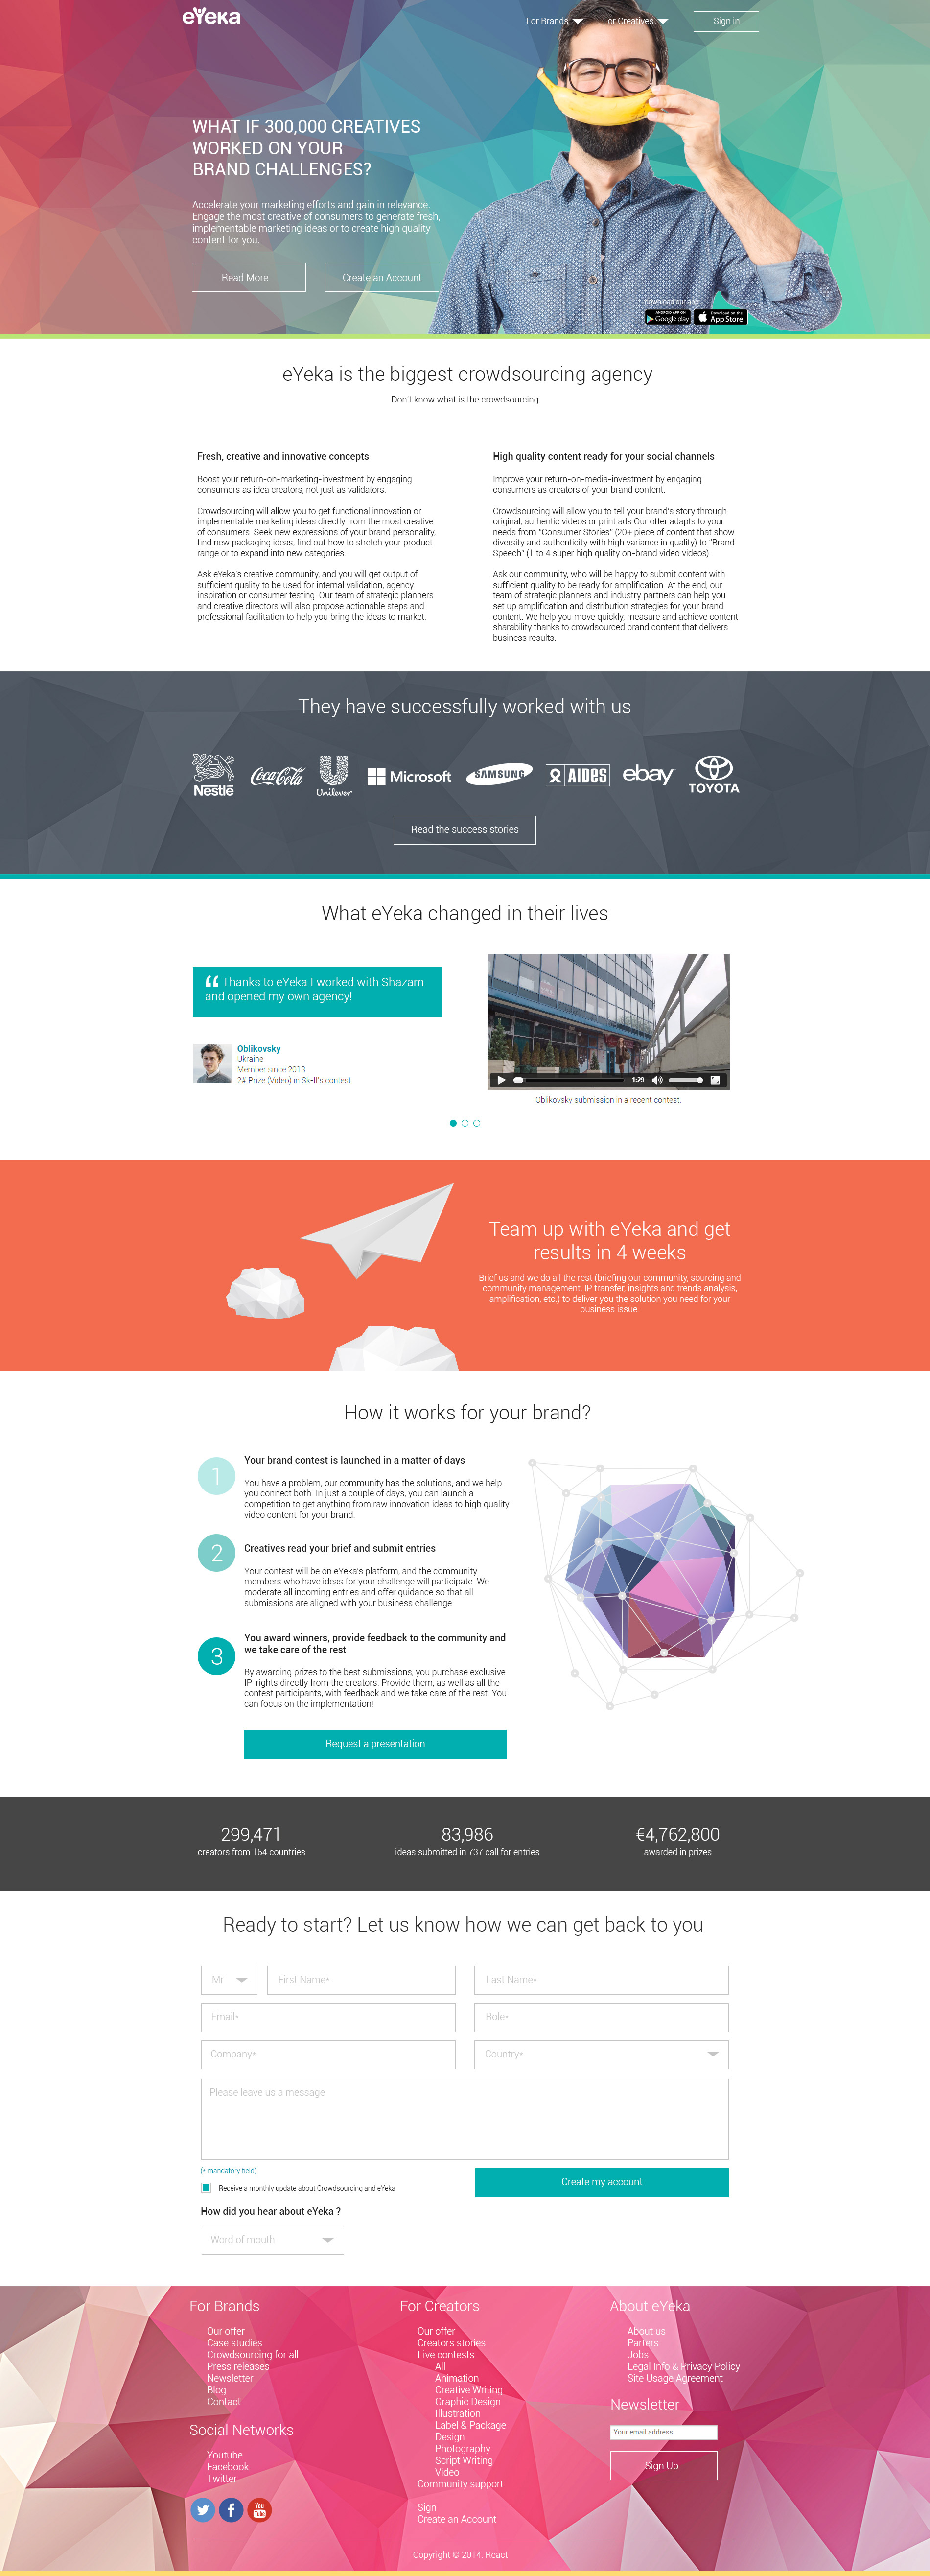 eYeka
For Brands
For Creatives
Sign in
WHAT IF 300,000 CREATIVES
WORKED ON YOUR
BRAND CHALLENGES?
Accelerate your marketing efforts and gain in relevance.
Engage the most creative of consumers to generate fresh,
implementable marketing ideas or to create high quality
content for you.
Read More
Create an Account
download our app
ANDROID APP ON
Google play
Download on the
App Store
eYeka is the biggest crowdsourcing agency
Don't know what is the crowdsourcing
Fresh, creative and innovative concepts
Boost your return-on-marketing-investment by engaging
consumers as idea creators, not just as validators.
Crowdsourcing will allow you to get functional innovation or
implementable marketing ideas directly from the most creative
of consumers. Seek new expressions of your brand personality,
find new packaging ideas, find out how to stretch your product
range or to expand into new categories.
Ask eYeka's creative community, and you will get output of
sufficient quality to be used for internal validation, agency
inspiration or consumer testing. Our team of strategic planners
and creative directors will also propose actionable steps and
professional facilitation to help you bring the ideas to market.
High quality content ready for your social channels
Improve your return-on-media-investment by engaging
consumers as creators of your brand content.
Crowdsourcing will allow you to tell your brand's story through
original, authentic videos or print ads Our offer adapts to your
needs from "Consumer Stories" (20+ piece of content that show
diversity and authenticity with high variance in quality) to "Brand
Speech" (1 to 4 super high quality on-brand video videos).
Ask our community, who will be happy to submit content with
sufficient quality to be ready for amplification. At the end, our
team of strategic planners and industry partners can help you
set up amplification and distribution strategies for your brand
content. We help you move quickly, measure and achieve content
sharability thanks to crowdsourced brand content that delivers
business results.
They have successfully worked with us
Nestlē
Coca-Cola
Unilever
Microsoft
SAMSUNG
AIDES
ebay
TOYOTA
Read the success stories
What eYeka changed in their lives
“ Thanks to eYeka I worked with Shazam
and opened my own agency!
Oblikovsky
Ukraine
Member since 2013
2# Prize (Video) in Sk-II's contest.
1:29
Oblikovsky submission in a recent contest.
Team up with eYeka and get
results in 4 weeks
Brief us and we do all the rest (briefing our community, sourcing and
community management, IP transfer, insights and trends analysis,
amplification, etc.) to deliver you the solution you need for your
business issue.
How it works for your brand?
1
Your brand contest is launched in a matter of days
You have a problem, our community has the solutions, and we help
you connect both. In just a couple of days, you can launch a
competition to get anything from raw innovation ideas to high quality
video content for your brand.
2
Creatives read your brief and submit entries
Your contest will be on eYeka's platform, and the community
members who have ideas for your challenge will participate. We
moderate all incoming entries and offer guidance so that all
submissions are aligned with your business challenge.
3
You award winners, provide feedback to the community and
we take care of the rest
By awarding prizes to the best submissions, you purchase exclusive
IP-rights directly from the creators. Provide them, as well as all the
contest participants, with feedback and we take care of the rest. You
can focus on the implementation!
Request a presentation
299,471
creators from 164 countries
83,986
ideas submitted in 737 call for entries
€4,762,800
awarded in prizes
Ready to start? Let us know how we can get back to you
Mr
First Name*
Last Name*
Email*
Role*
Company*
Country*
Please leave us a message
(* mandatory field)
Receive a monthly update about Crowdsourcing and eYeka
Create my account
How did you hear about eYeka ?
Word of mouth
For Brands
Our offer
Case studies
Crowdsourcing for all
Press releases
Newsletter
Blog
Contact
Social Networks
Youtube
Facebook
Twitter
You
Tube
For Creators
Our offer
Creators stories
Live contests
All
Animation
Creative Writing
Graphic Design
Illustration
Label & Package
Design
Photography
Script Writing
Video
Community support
Sign
Create an Account
About eYeka
About us
Parters
Jobs
Legal Info & Privacy Policy
Site Usage Agreement
Newsletter
Your email address
Sign Up
Copyright © 2014. React